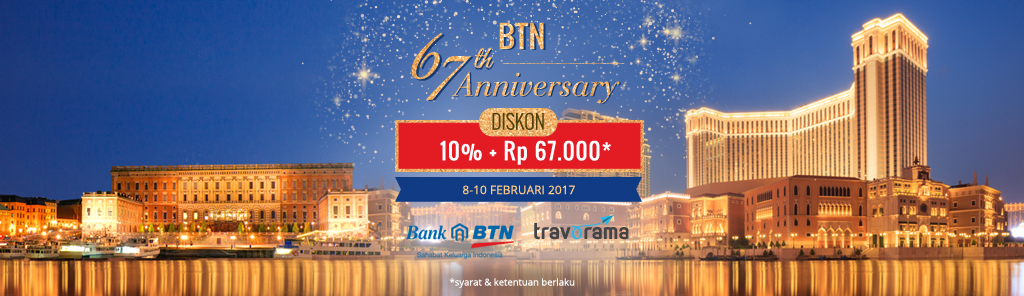 BTN
67th
Anniversary
DISKON
10% + Rp 67.000*
8-10 FEBRUARI 2017
Bank BTN travorama
Sahabat Keluarga Indonesia
*syarat & ketentuan berlaku